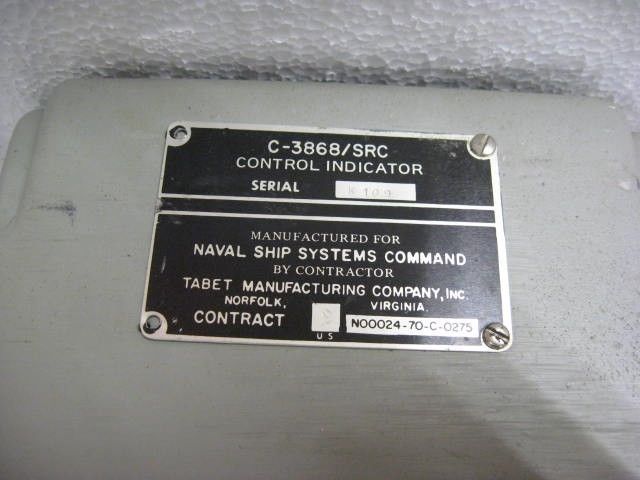 C-3868/SRC
CONTROL INDICATOR
SERIAL
MANUFACTURED FOR
NAVAL SHIP SYSTEMS COMMAND
BY CONTRACTOR
TABET MANUFACTURING COMPANY, INC.
NORFOLK, VIRGINIA.
CONTRACT N00024-70-C-0275
U S